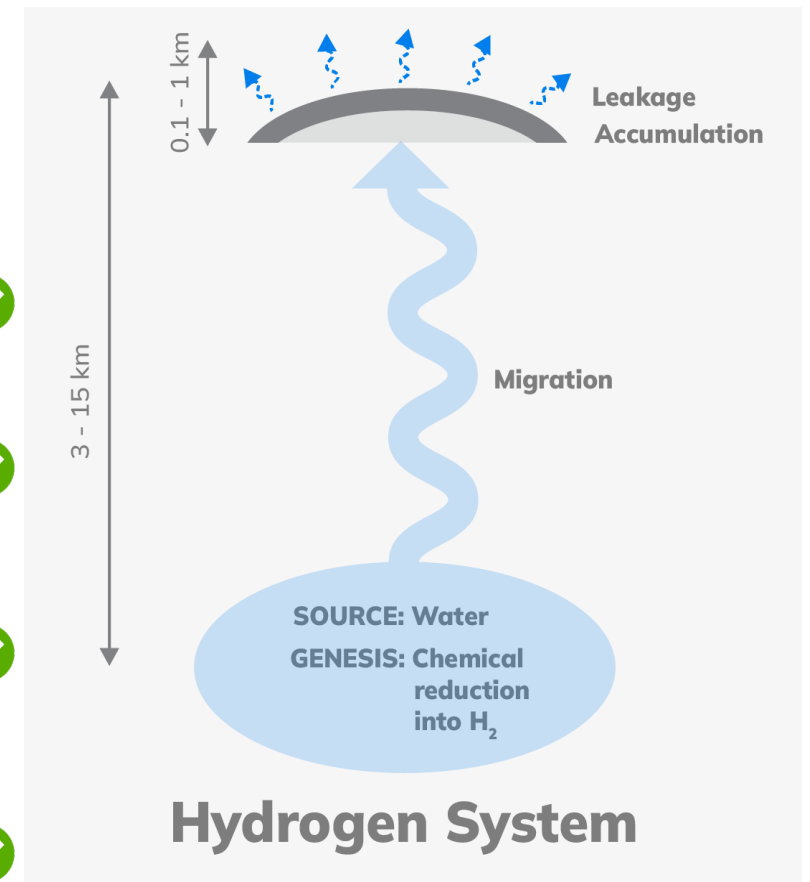 0.1 - 1 km
Leakage
Accumulation
3 - 15 km
Migration
SOURCE: Water
GENESIS: Chemical
reduction
into H₂
Hydrogen System